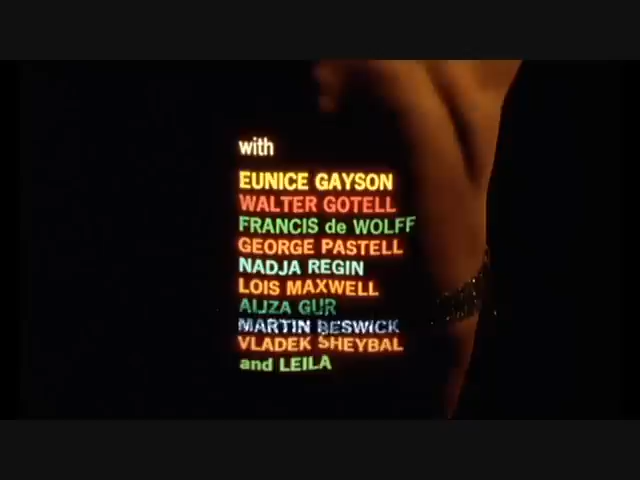 with
EUNICE GAYSON
WALTER GOTELL
FRANCIS de WOLFF
GEORGE PASTELL
NADJA REGIN
LOIS MAXWELL
ALIZA GUR
MARTIN BESWICK
VLADEK SHEYBAL
and LEILA